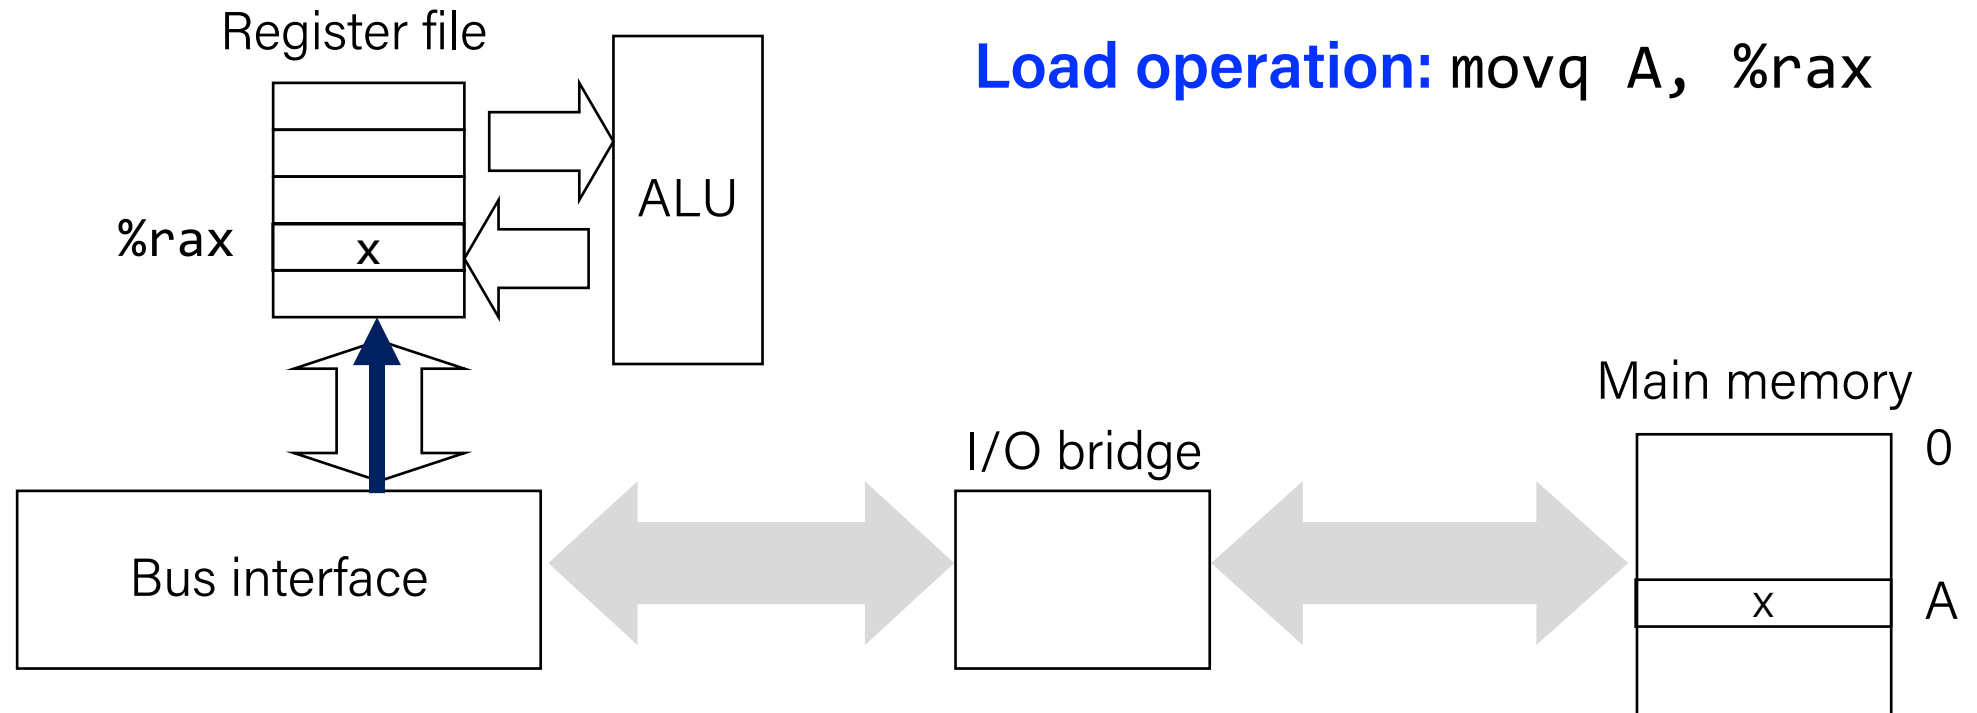 Register file
Load operation: movq A, %rax
ALU
%rax
x
Main memory
I/O bridge
0
Bus interface
x
A